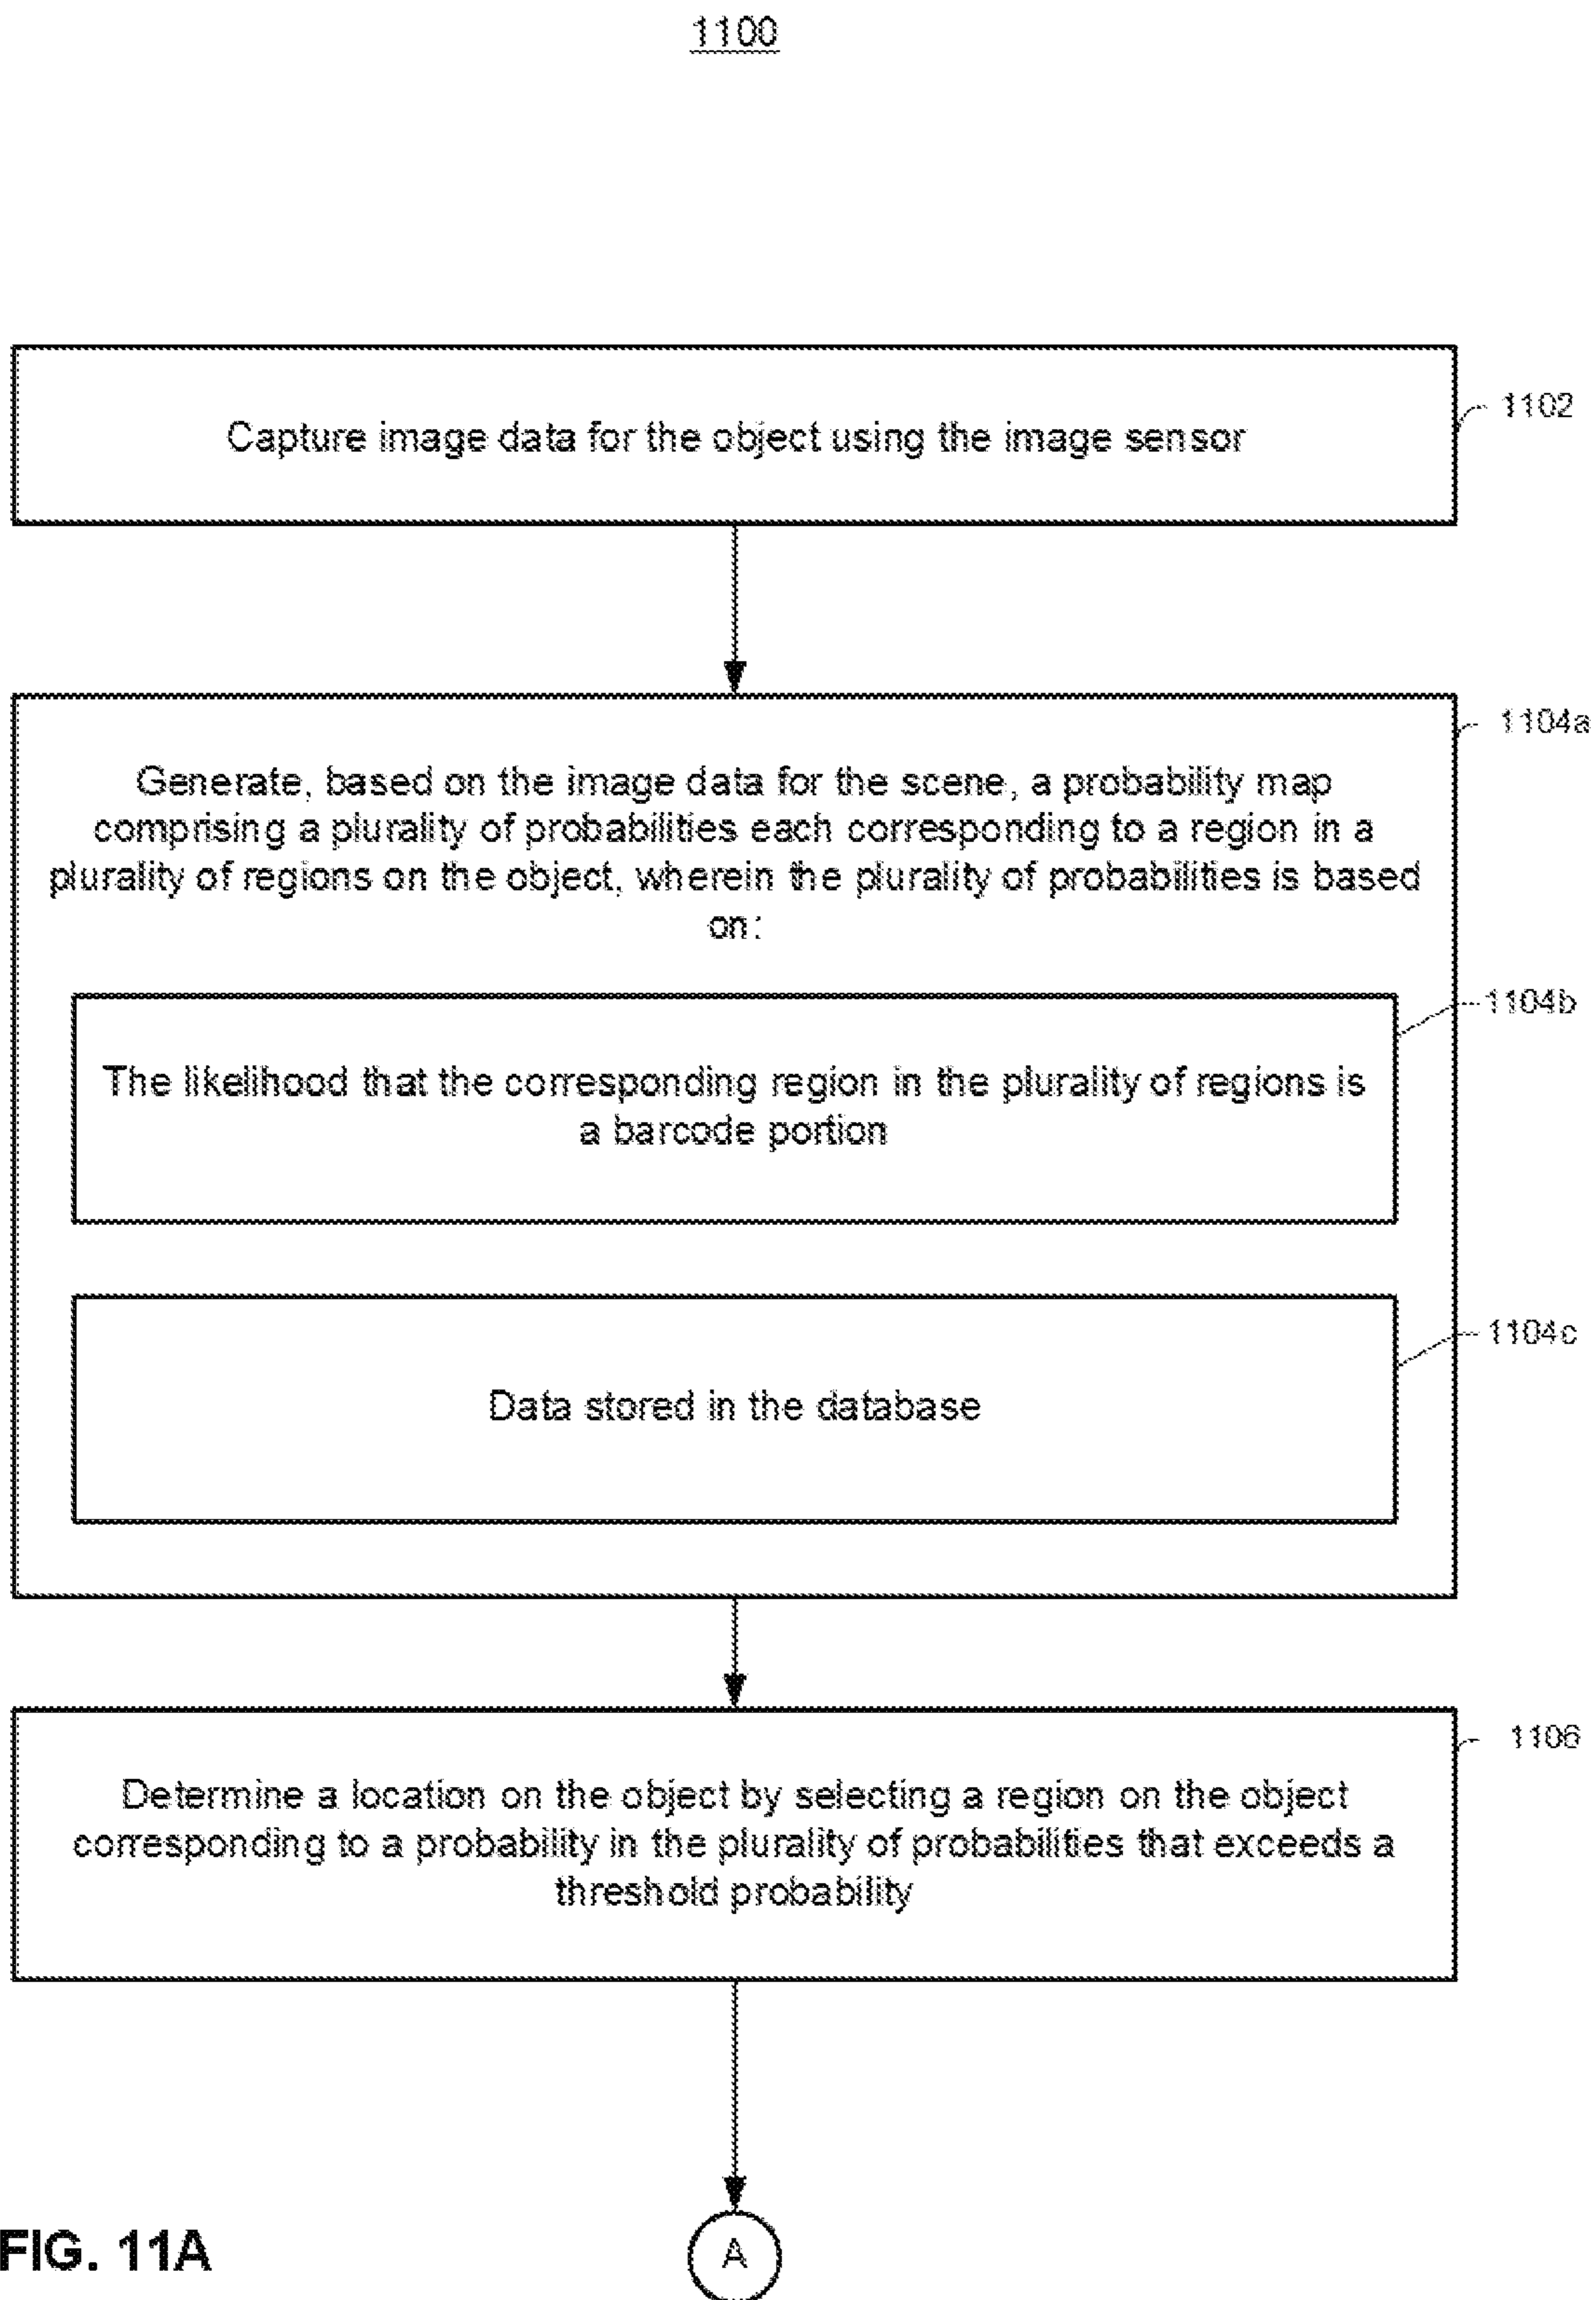 1100
Capture image data for the object using the image sensor
1102
1104a
Generate, based on the image data for the scene, a probability map
comprising a plurality of probabilities each corresponding to a region in a
plurality of regions on the object, wherein the plurality of probabilities is based
on:
1104b
The likelihood that the corresponding region in the plurality of regions is
a barcode portion
1104c
Data stored in the database
1106
Determine a location on the object by selecting a region on the object
corresponding to a probability in the plurality of probabilities that exceeds a
threshold probability
A
FIG. 11A